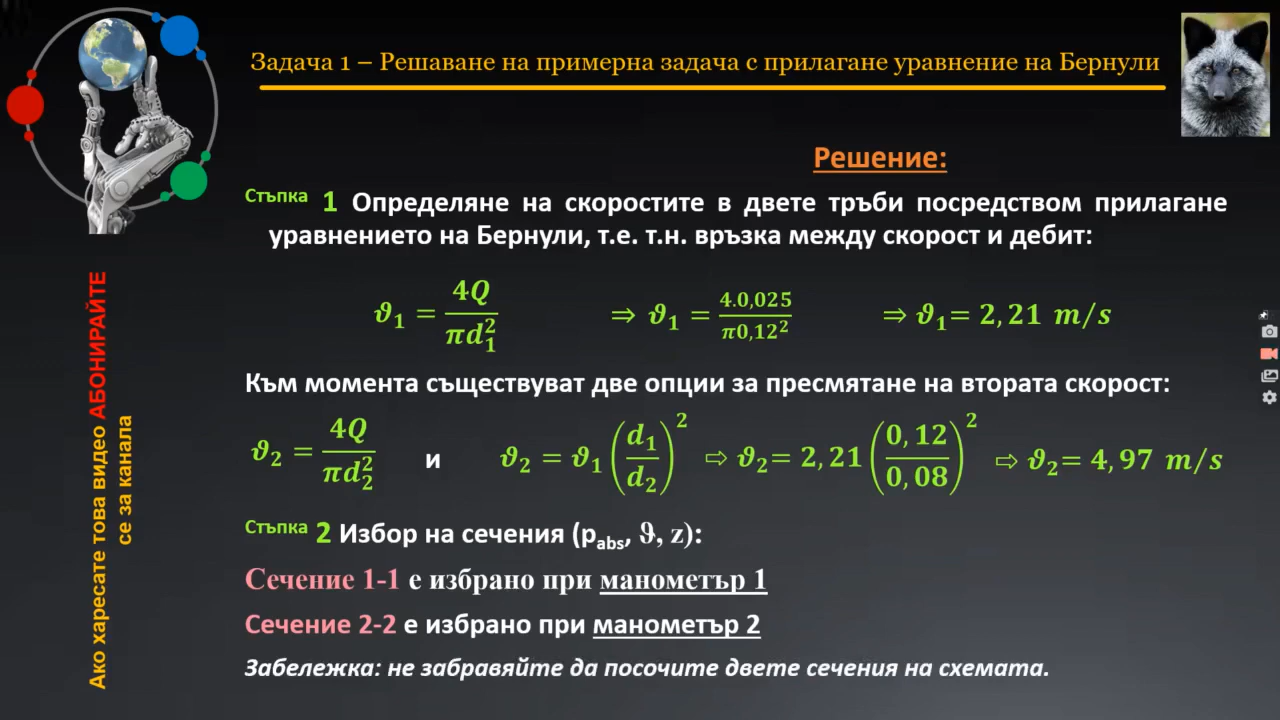 Задача 1 – Решаване на примерна задача с прилагане уравнение на Бернули
Решение:
Стъпка 1 Определяне на скоростите в двете тръби посредством прилагане
уравнението на Бернули, т.е. т.н. връзка между скорост и дебит:
ϑ₁ = 4Q / πd₁² ⇒ ϑ₁ = 4.0,025 / π0,12² ⇒ ϑ₁= 2,21 m/s
Към момента съществуват две опции за пресмятане на втората скорост:
ϑ₂ = 4Q / πd₂² и ϑ₂ = ϑ₁ (d₁ / d₂)² ⇨ ϑ₂= 2,21 (0,12 / 0,08)² ⇨ ϑ₂= 4,97 m/s
Стъпка 2 Избор на сечения (p_abs, ϑ, z):
Сечение 1-1 е избрано при манометър 1
Сечение 2-2 е избрано при манометър 2
Забележка: не забравяйте да посочите двете сечения на схемата.
Ако харесате това видео АБОНИРАЙТЕ
се за канала